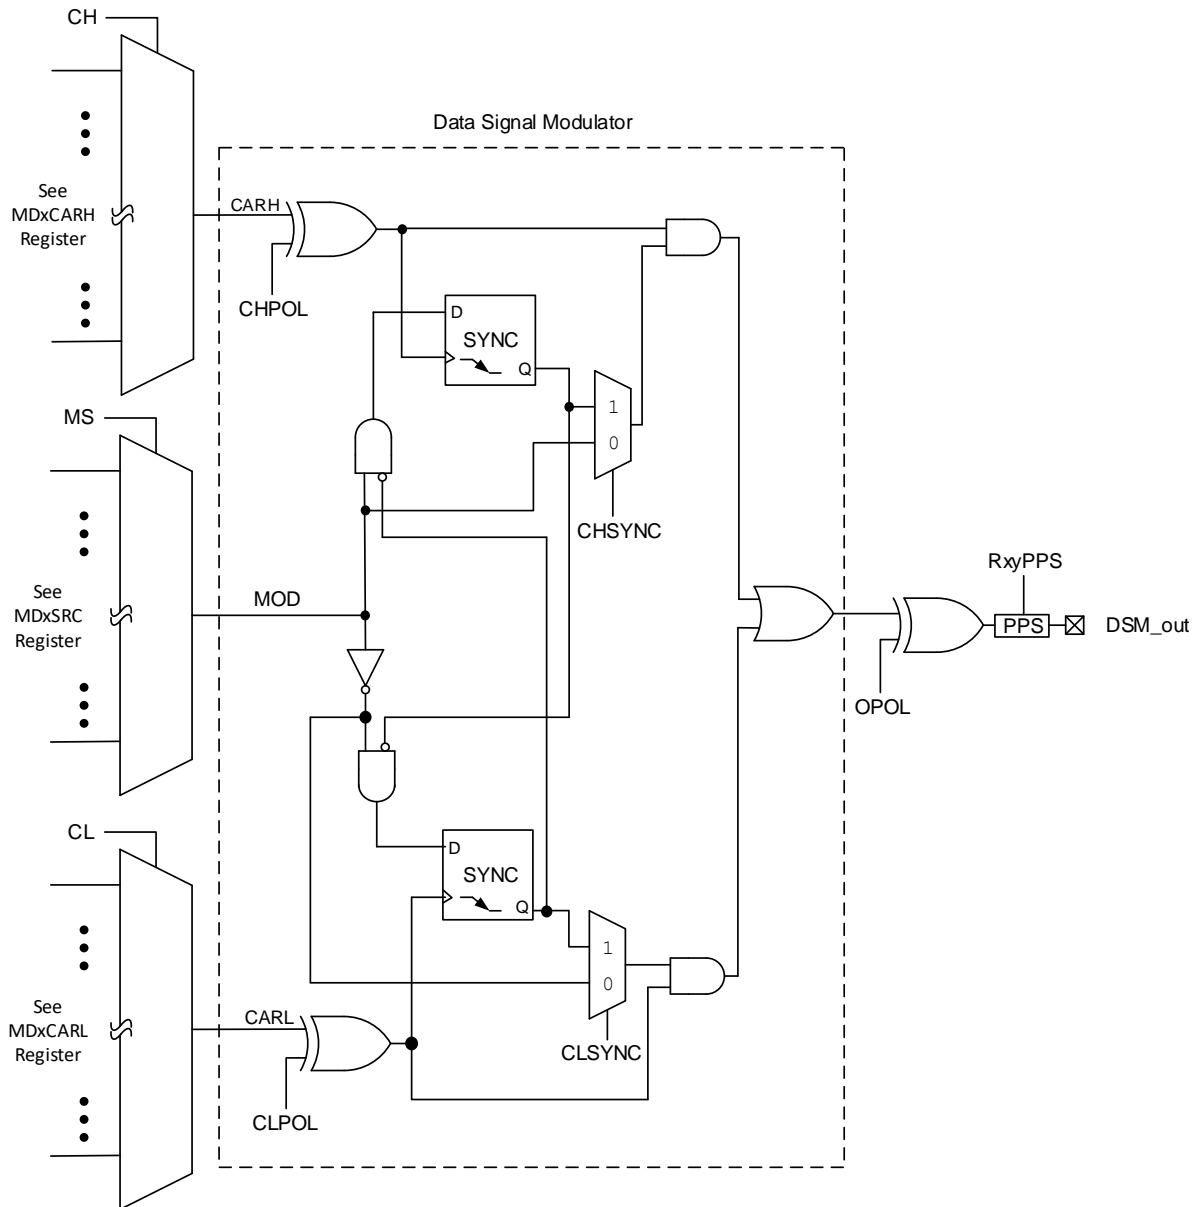 CH
Data Signal Modulator
See
MDxCARH
Register
CARH
CHPOL
D
SYNC
Q
1
0
CHSYNC
MS
See
MDxSRC
Register
MOD
RxyPPS
PPS
DSM_out
OPOL
CL
D
SYNC
Q
1
0
CLSYNC
See
MDxCARL
Register
CARL
CLPOL